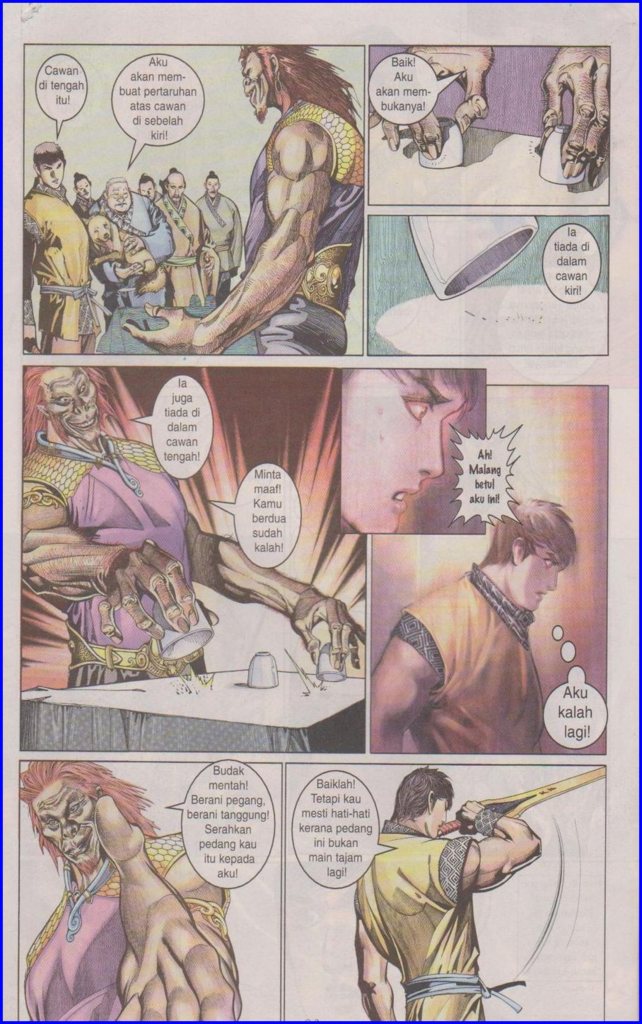 Cawan
di tengah
itu!
Aku
akan mem-
buat pertaruhan
atas cawan
di sebelah
kiri!
Baik!
Aku
akan mem-
bukanya!
Ia
tiada di
dalam
cawan
kiri!
Ia
juga
tiada di
dalam
cawan
tengah!
Minta
maaf!
Kamu
berdua
sudah
kalah!
Ah!
Malang
betul
aku ini!
Aku
kalah
lagi!
Budak
mentah!
Berani pegang,
berani tanggung!
Serahkan
pedang kau
itu kepada
aku!
Baiklah!
Tetapi kau
mesti hati-hati
kerana pedang
ini bukan
main tajam
lagi!